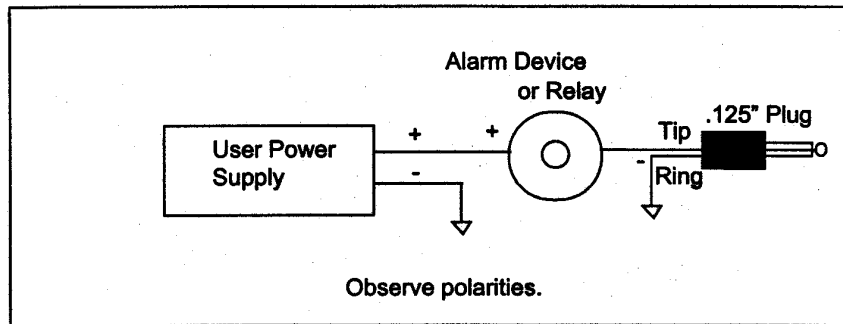 Alarm Device
or Relay
.125" Plug
User Power
Supply
+
+
-
Tip
-
Ring
Observe polarities.